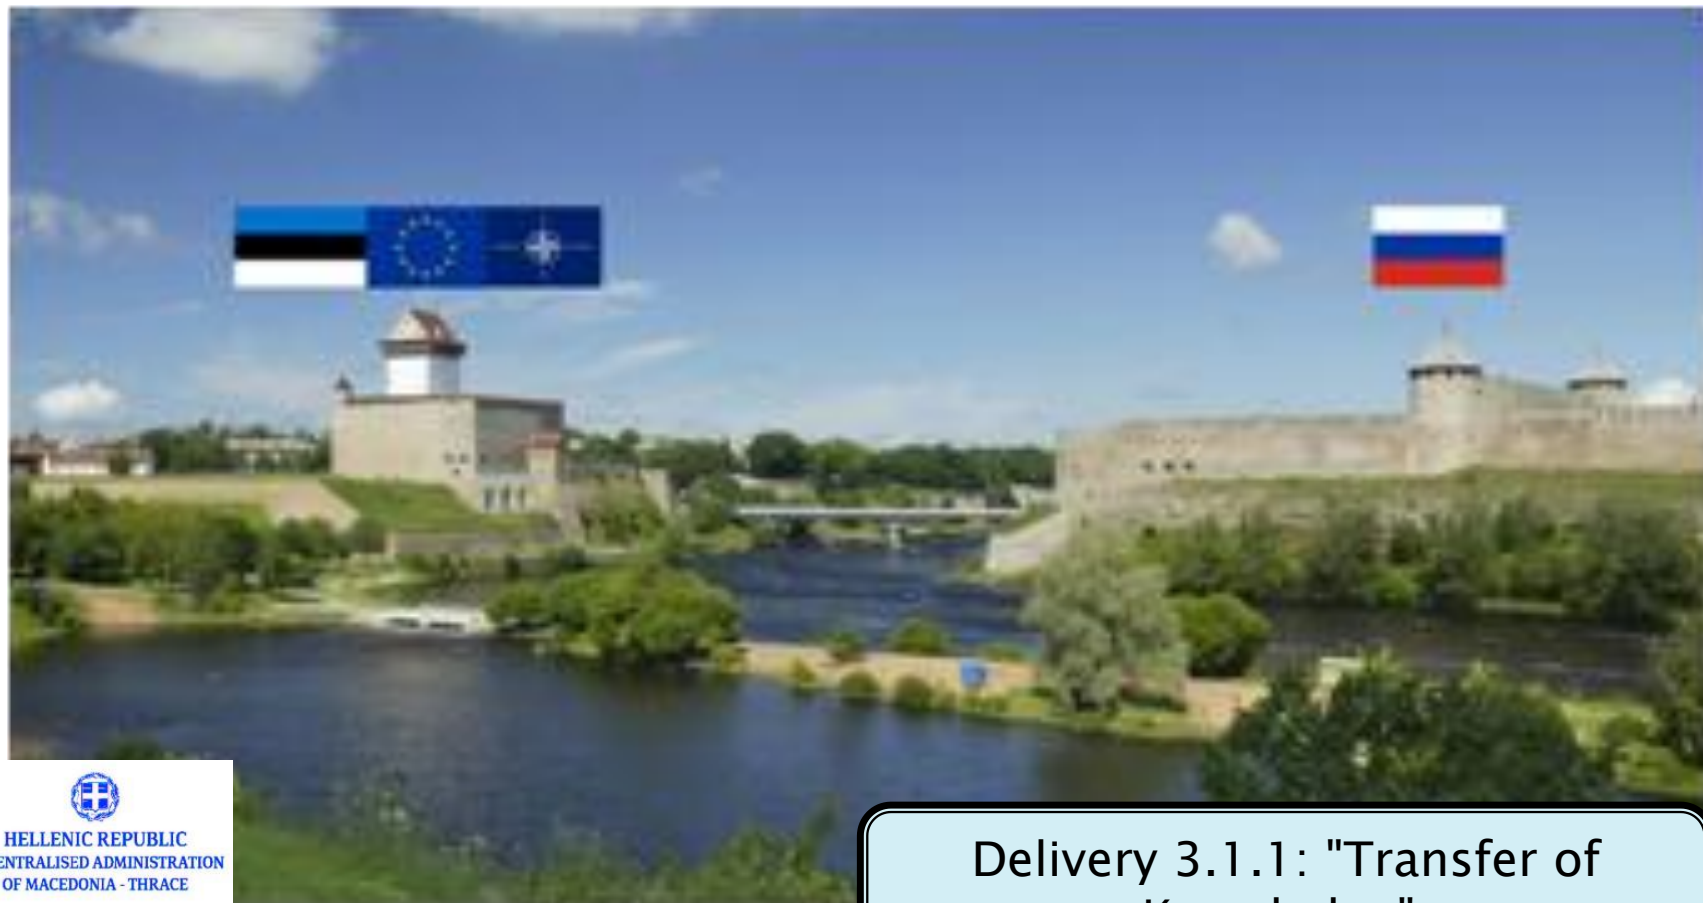 HELLENIC REPUBLIC
ENTRALISED ADMINISTRATION
OF MACEDONIA - THRACE
Delivery 3.1.1: "Transfer of